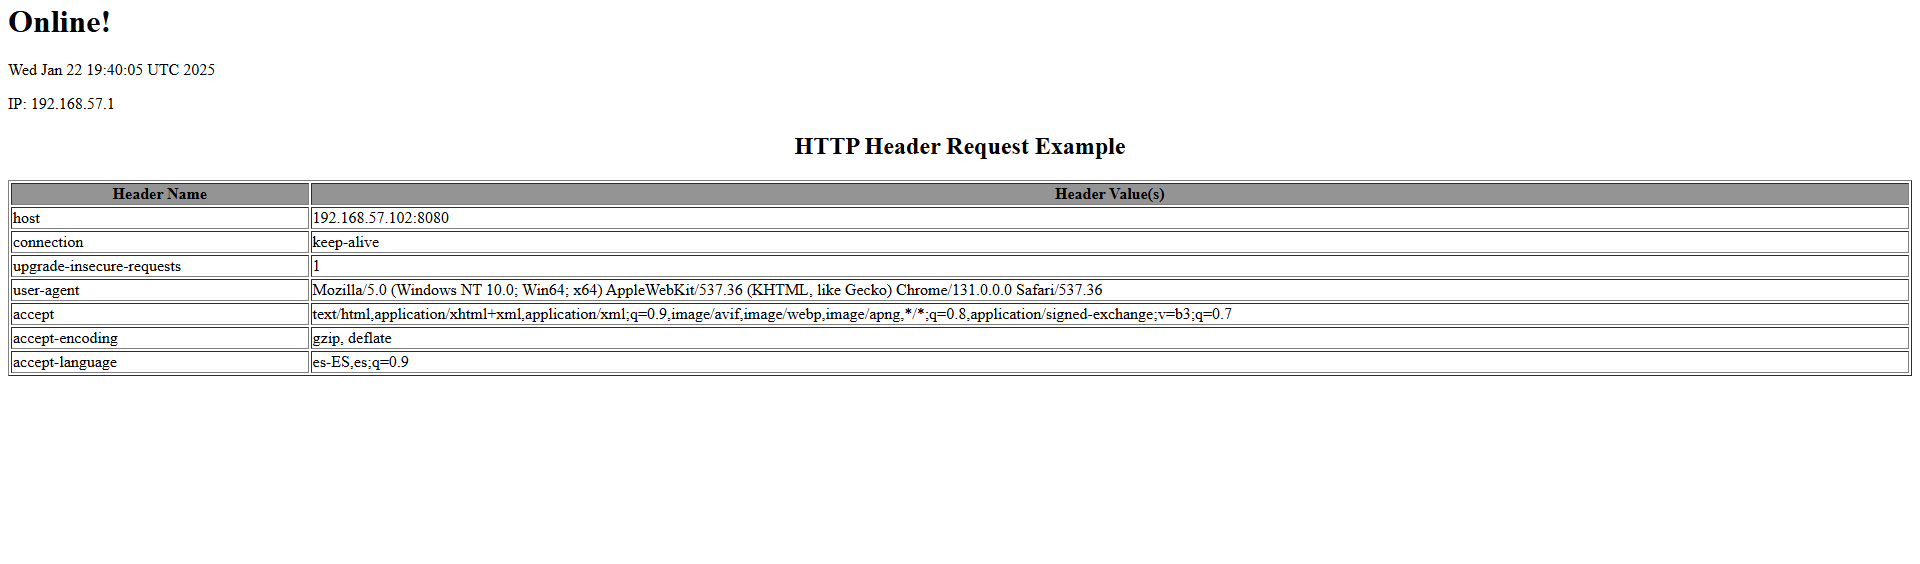 Online!
Wed Jan 22 19:40:05 UTC 2025
IP: 192.168.57.1
HTTP Header Request Example
Header Name Header Value(s)
host 192.168.57.102:8080
connection keep-alive
upgrade-insecure-requests 1
user-agent Mozilla/5.0 (Windows NT 10.0; Win64; x64) AppleWebKit/537.36 (KHTML, like Gecko) Chrome/131.0.0.0 Safari/537.36
accept text/html,application/xhtml+xml,application/xml;q=0.9,image/avif,image/webp,image/apng,*/*;q=0.8,application/signed-exchange;v=b3;q=0.7
accept-encoding gzip, deflate
accept-language es-ES,es;q=0.9